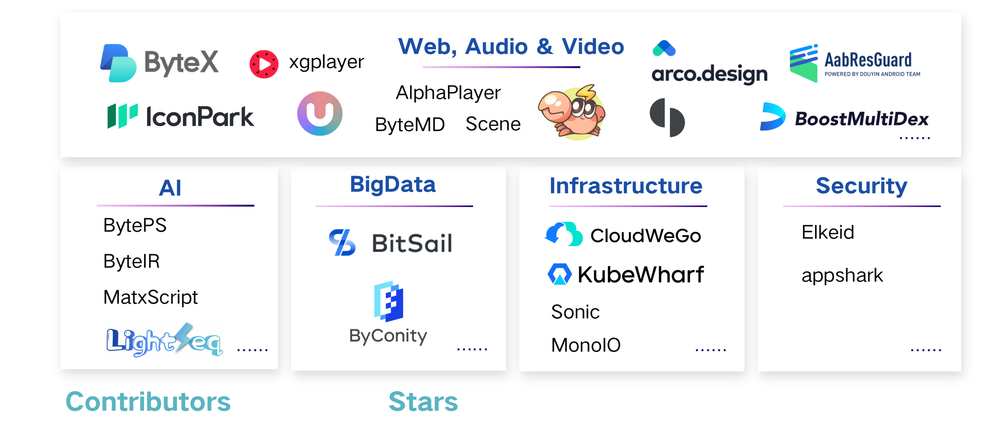 Web, Audio & Video
ByteX
xgplayer
arco.design
AabResGuard
POWERED BY DOUYIN ANDROID TEAM
AlphaPlayer
IconPark
ByteMD
Scene
BoostMultiDex
......
AI
BytePS
ByteIR
MatxScript
LightSeq
......
BigData
BitSail
ByConity
......
Infrastructure
CloudWeGo
KubeWharf
Sonic
MonoIO
......
Security
Elkeid
appshark
......
Contributors
Stars